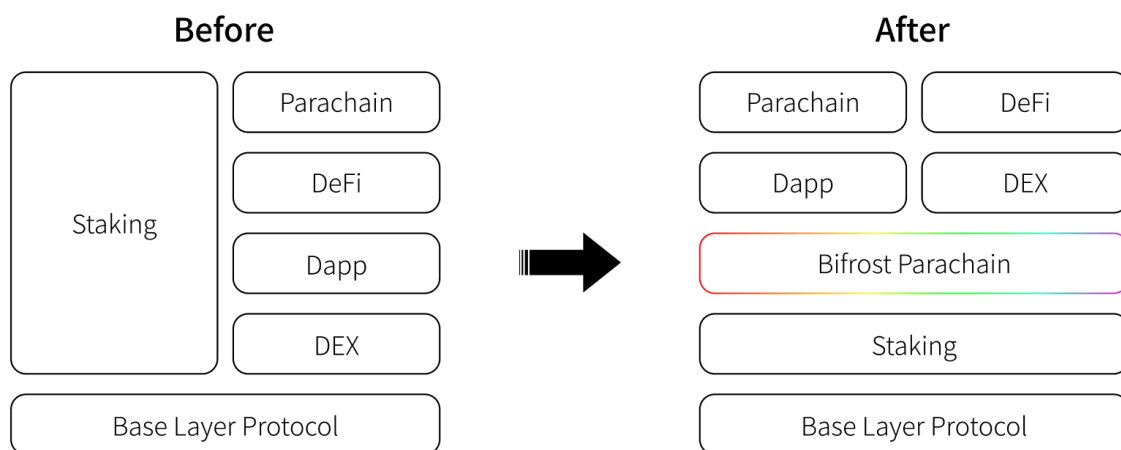 Before
Staking
Parachain
DeFi
Dapp
DEX
Base Layer Protocol
After
Parachain
DeFi
Dapp
DEX
Bifrost Parachain
Staking
Base Layer Protocol